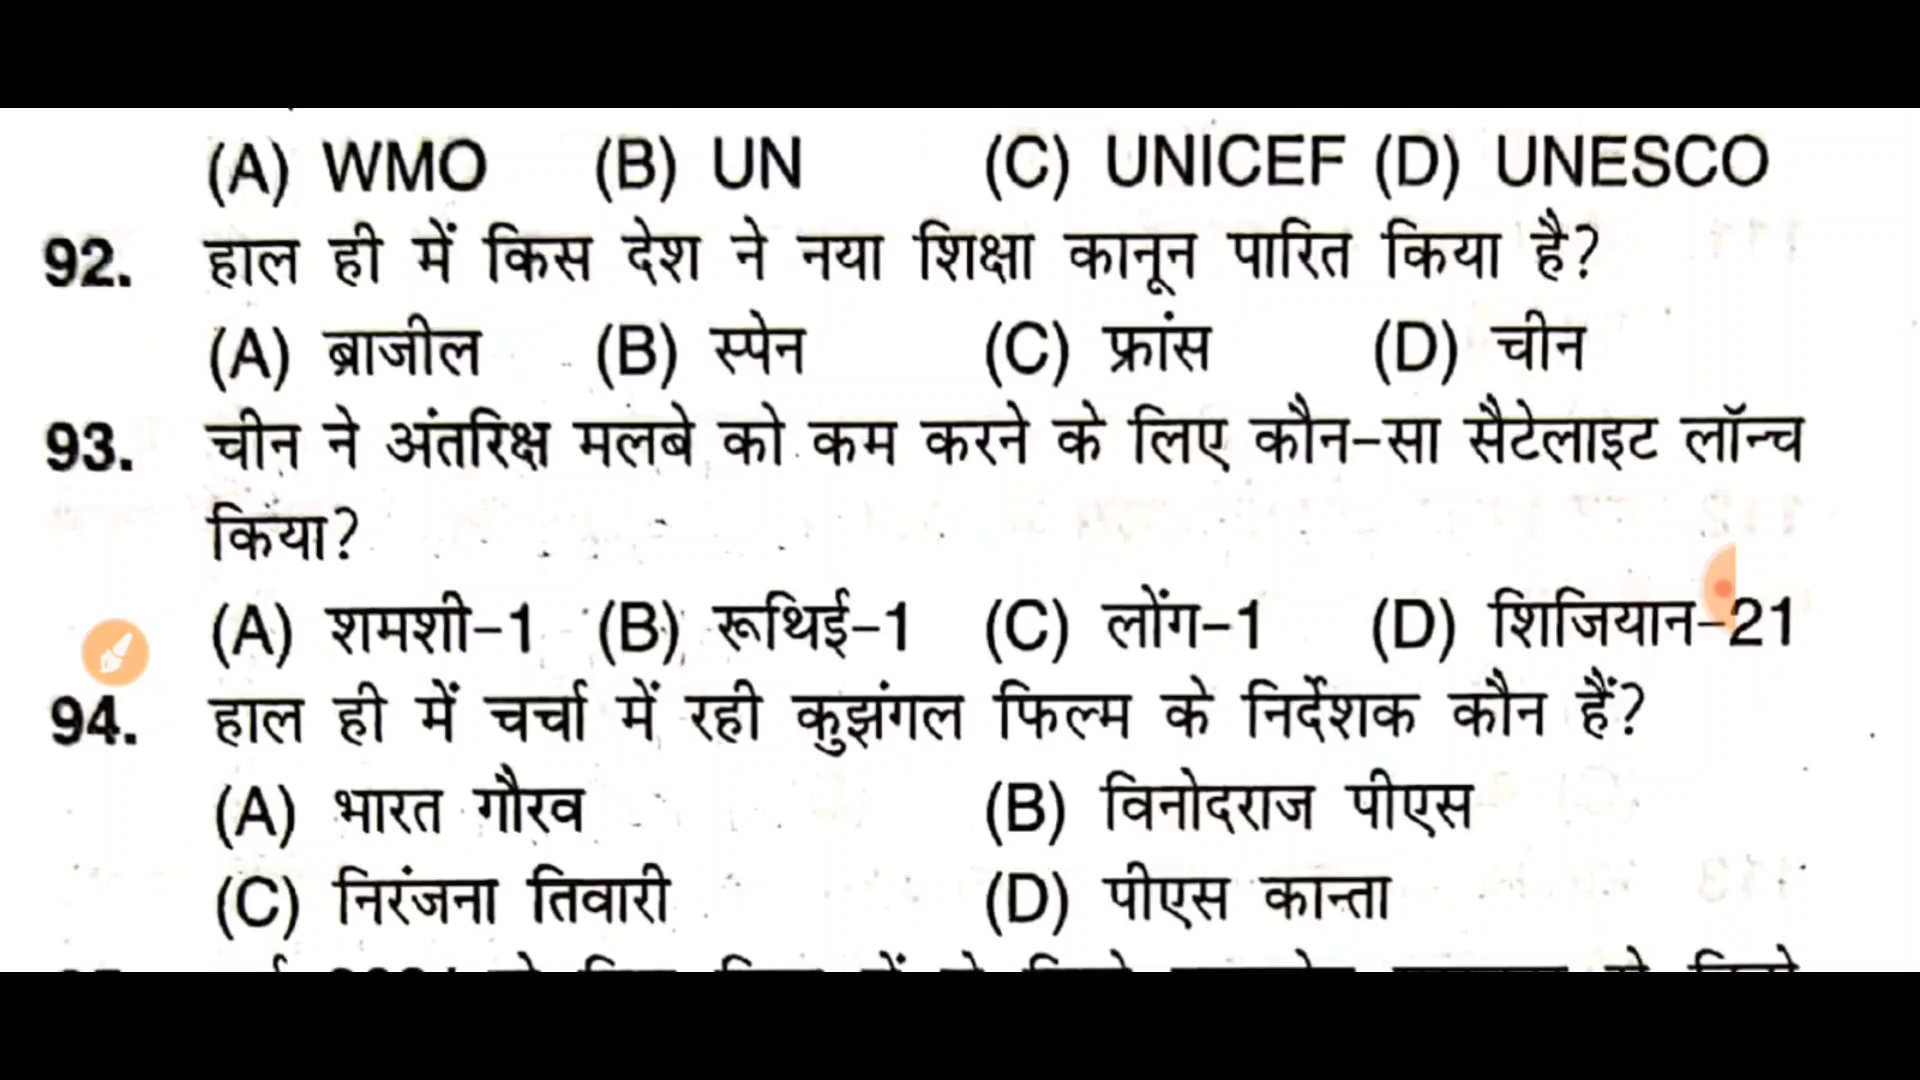 (A) WMO (B) UN (C) UNICEF (D) UNESCO
92. हाल ही में किस देश ने नया शिक्षा कानून पारित किया है?
(A) ब्राजील (B) स्पेन (C) फ्रांस (D) चीन
93. चीन ने अंतरिक्ष मलबे को कम करने के लिए कौन-सा सैटेलाइट लॉन्च
किया?
(A) शमशी-1 (B) रूथिई-1 (C) लोंग-1 (D) शिजियान-21
94. हाल ही में चर्चा में रही कुझंगल फिल्म के निर्देशक कौन हैं?
(A) भारत गौरव (B) विनोदराज पीएस
(C) निरंजना तिवारी (D) पीएस कान्ता